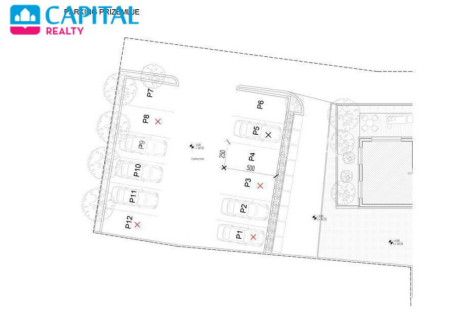 CAPITAL
REALTY
PARKING PRIZEMLJE
P7
P6
P8
P5
P9
P4
250
P10
500
P3
P11
P2
P12
P1